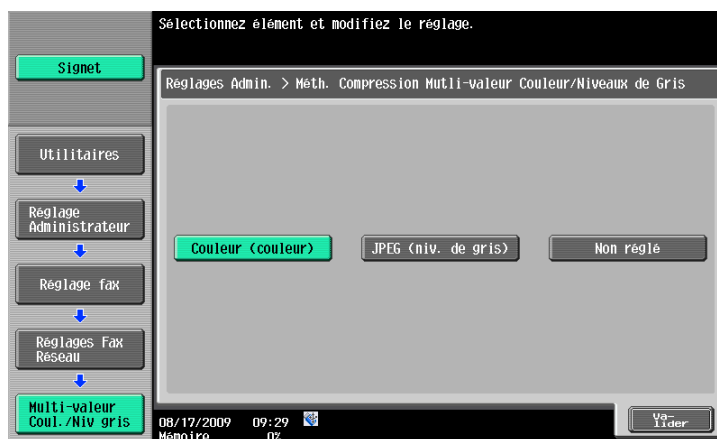 Sélectionnez élément et modifiez le réglage.
Signet
Réglages Admin. > Méth. Compression Mutli-valeur Couleur/Niveaux de Gris
Utilitaires
Réglage
Administrateur
Couleur (couleur)
JPEG (niv. de gris)
Non réglé
Réglage fax
Réglages Fax
Réseau
Multi-valeur
Coul./Niv gris
08/17/2009 09:29
Mémoire 0%
Va-
lider